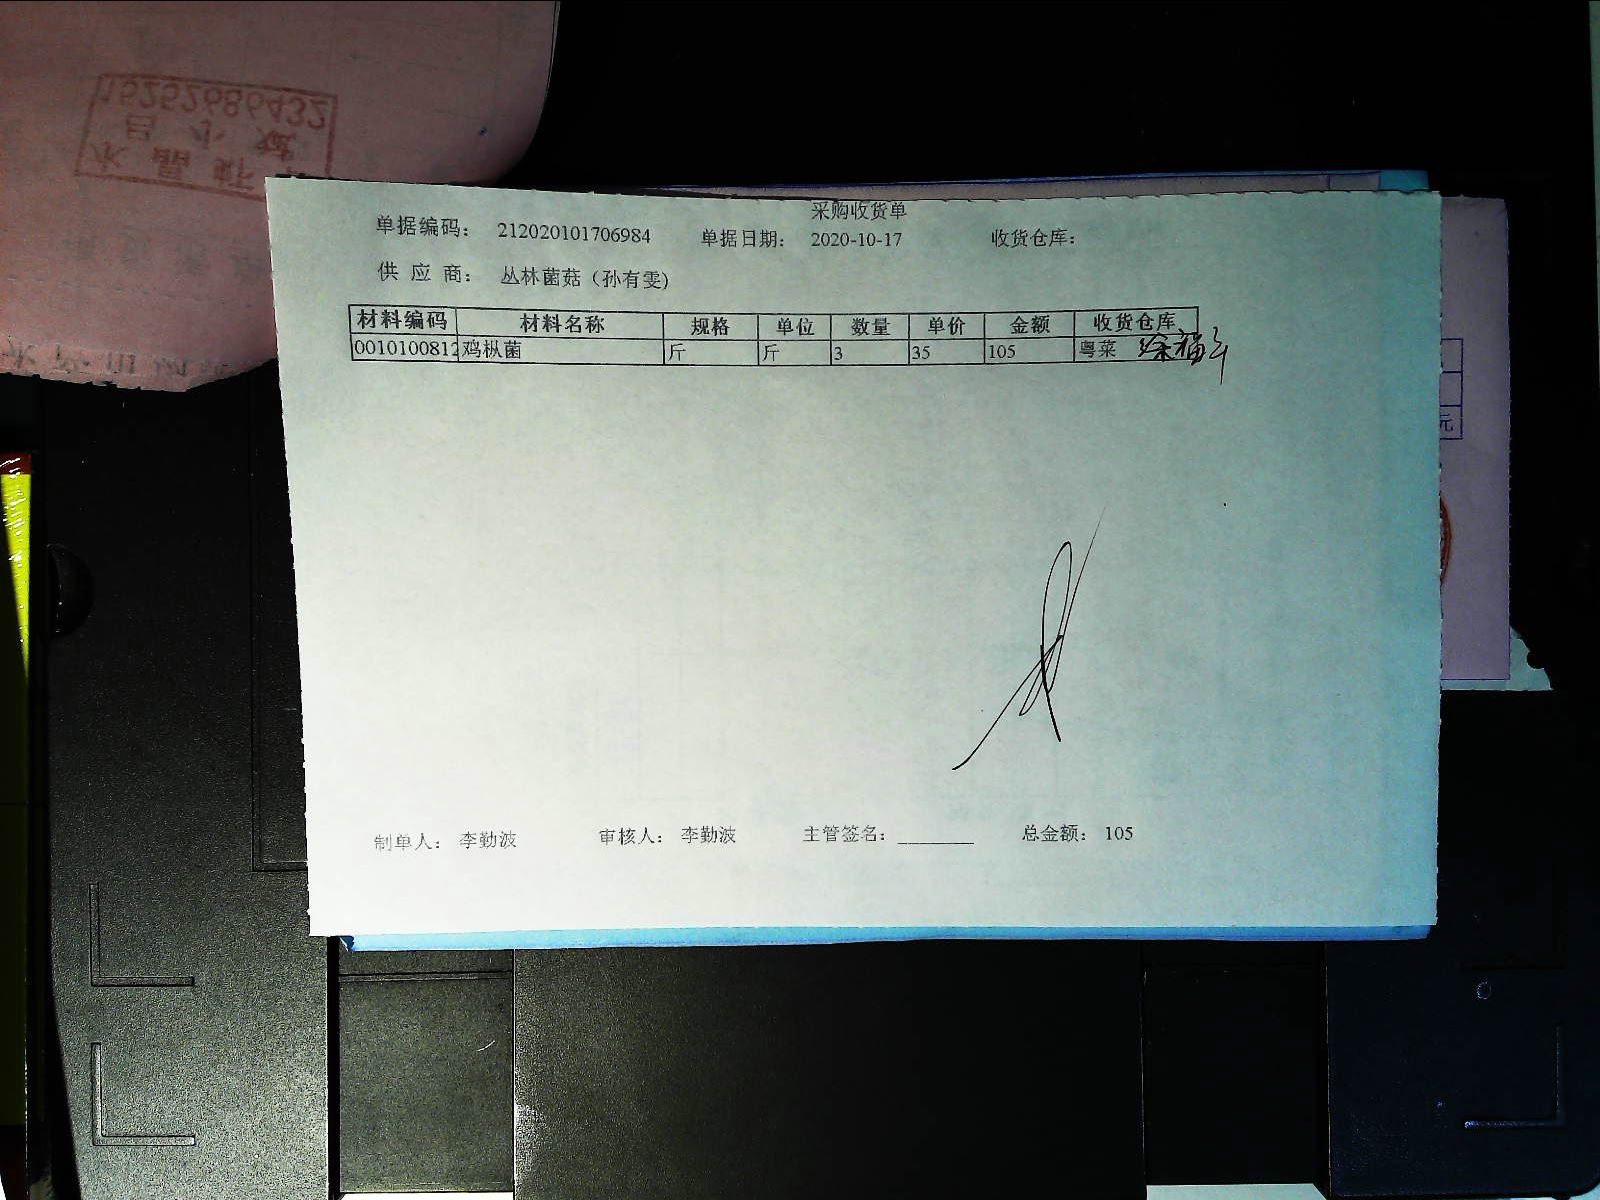 采购收货单
单据编码： 212020101706984 单据日期： 2020-10-17 收货仓库：
供 应 商： 丛林菌菇（孙有雯）
材料编码 材料名称 规格 单位 数量 单价 金额 收货仓库
0010100812 鸡枞菌 斤 斤 3 35 105 粤菜
制单人： 李勤波 审核人： 李勤波 主管签名：________ 总金额： 105
15252686432
元